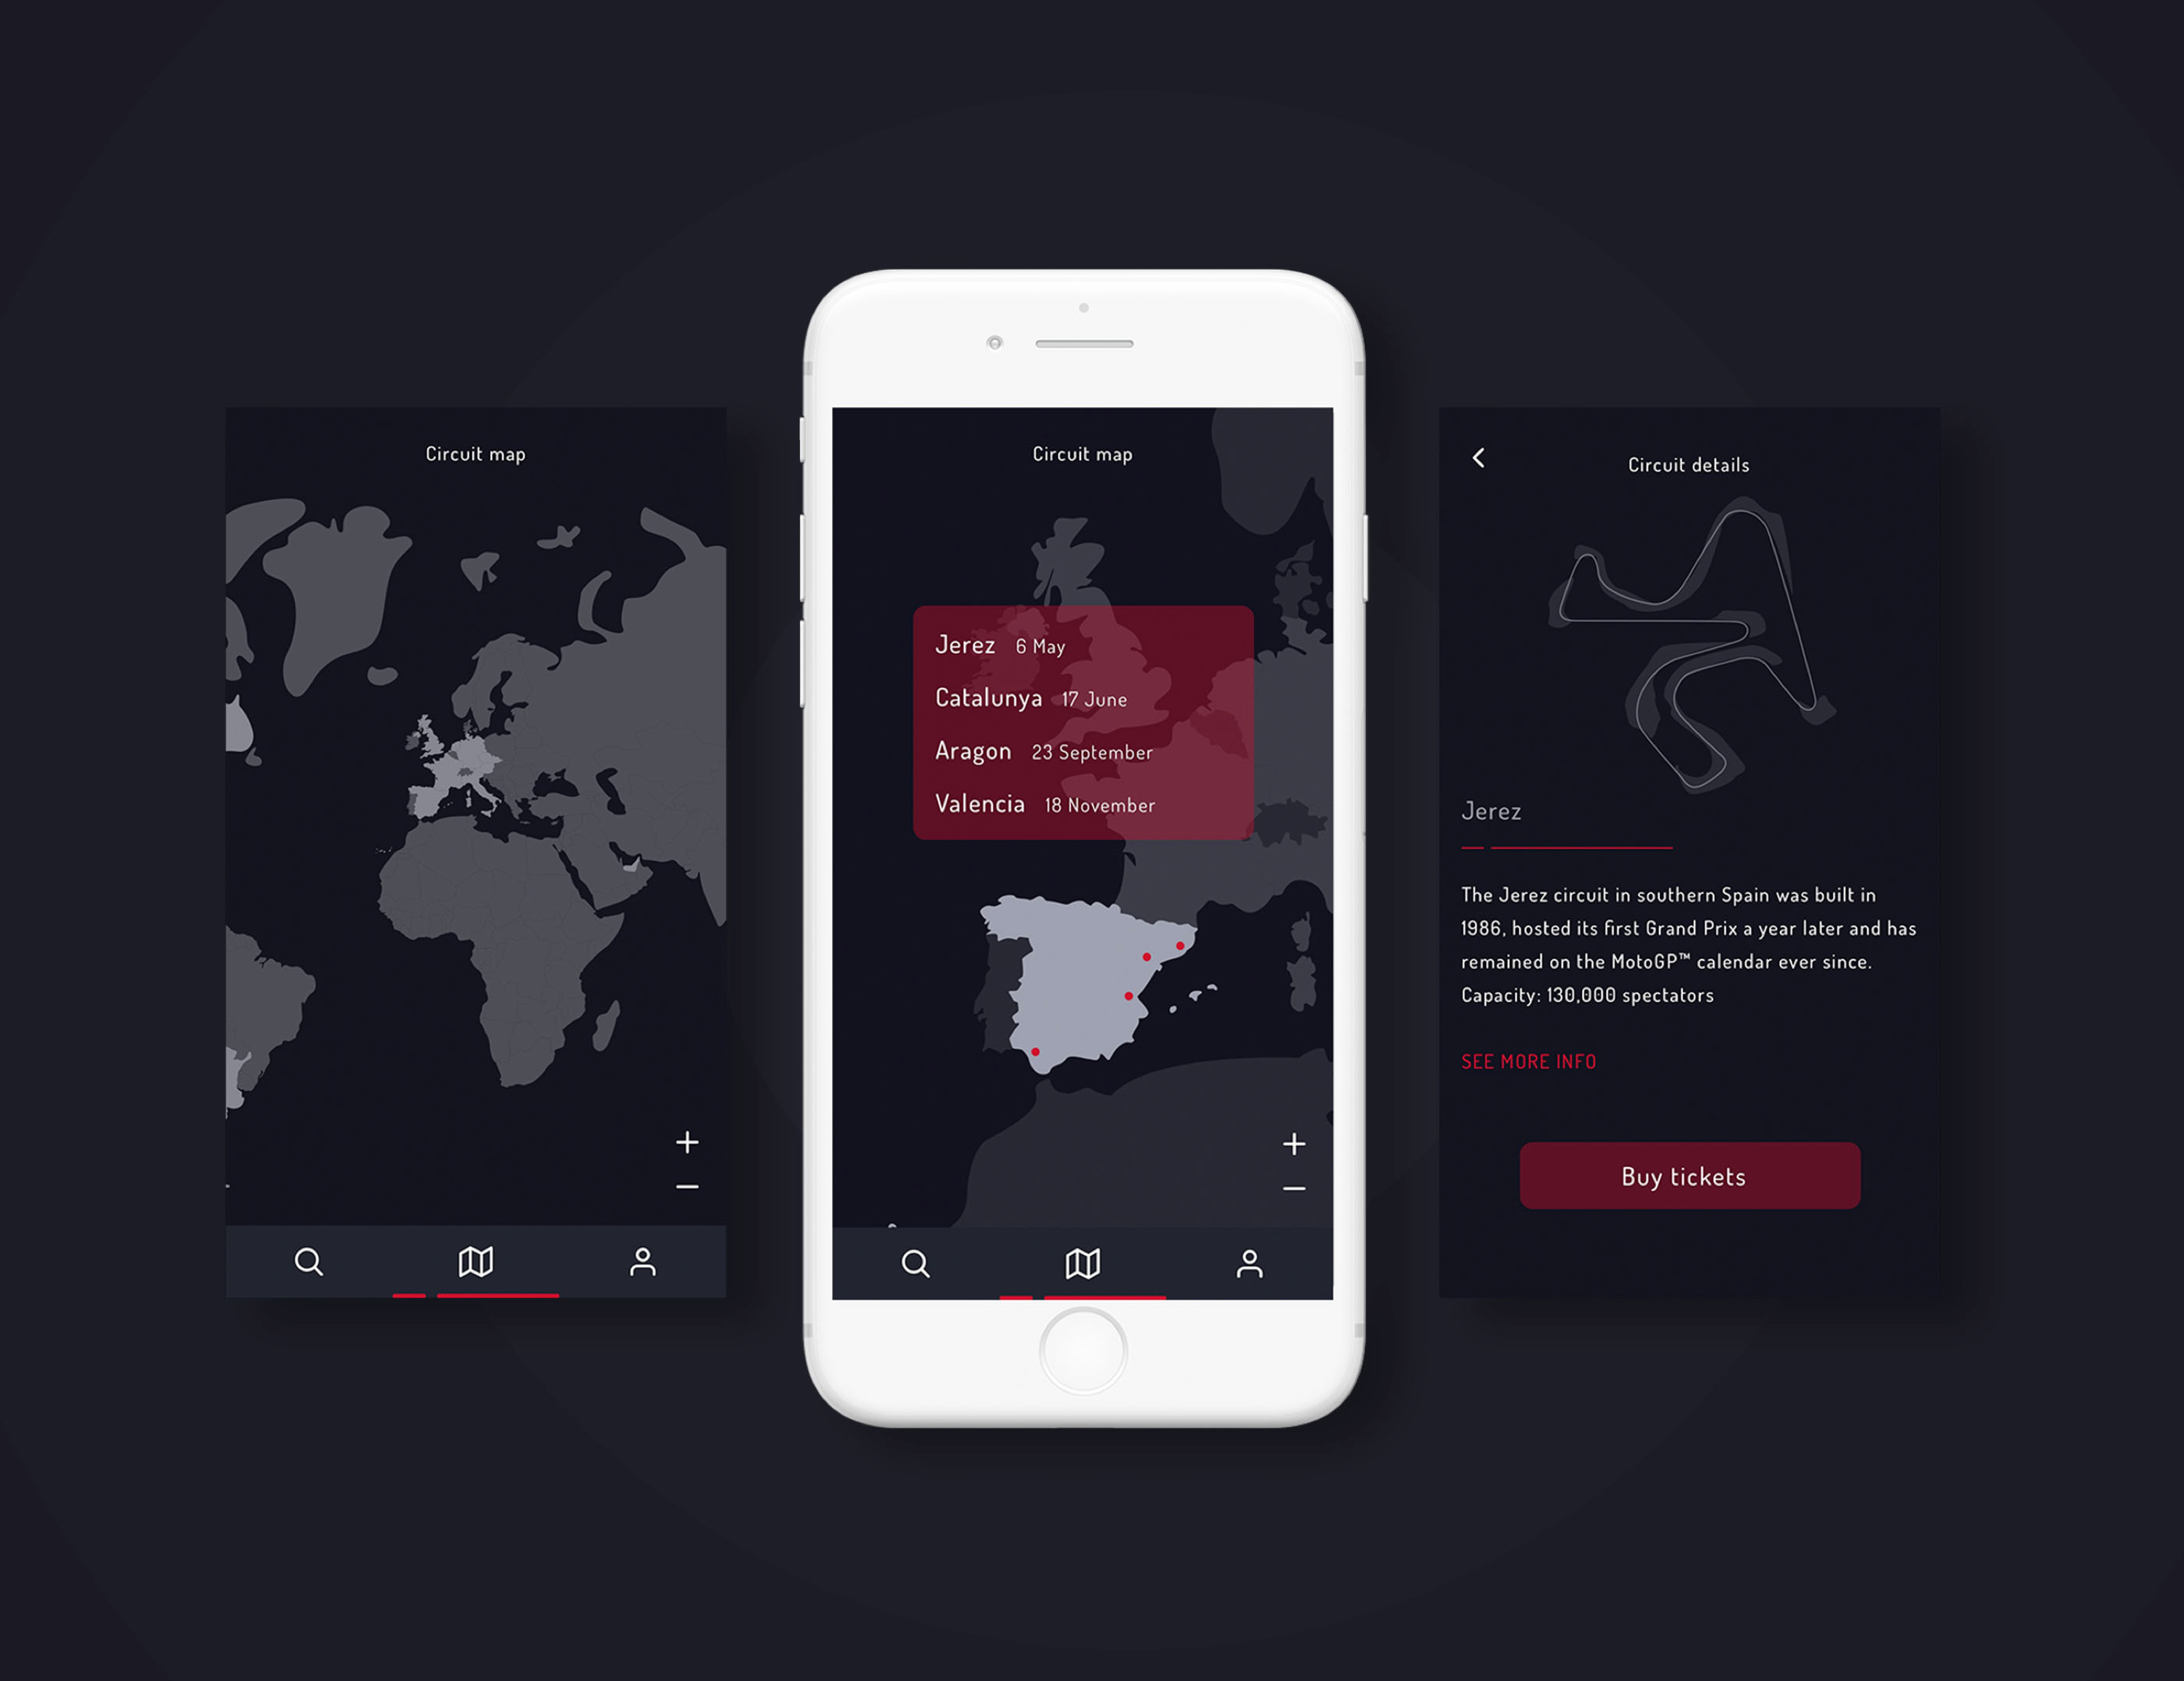 Circuit map
Circuit map
Jerez 6 May
Catalunya 17 June
Aragon 23 September
Valencia 18 November
Circuit details
Jerez
The Jerez circuit in southern Spain was built in
1986, hosted its first Grand Prix a year later and has
remained on the MotoGP™ calendar ever since.
Capacity: 130,000 spectators
SEE MORE INFO
Buy tickets